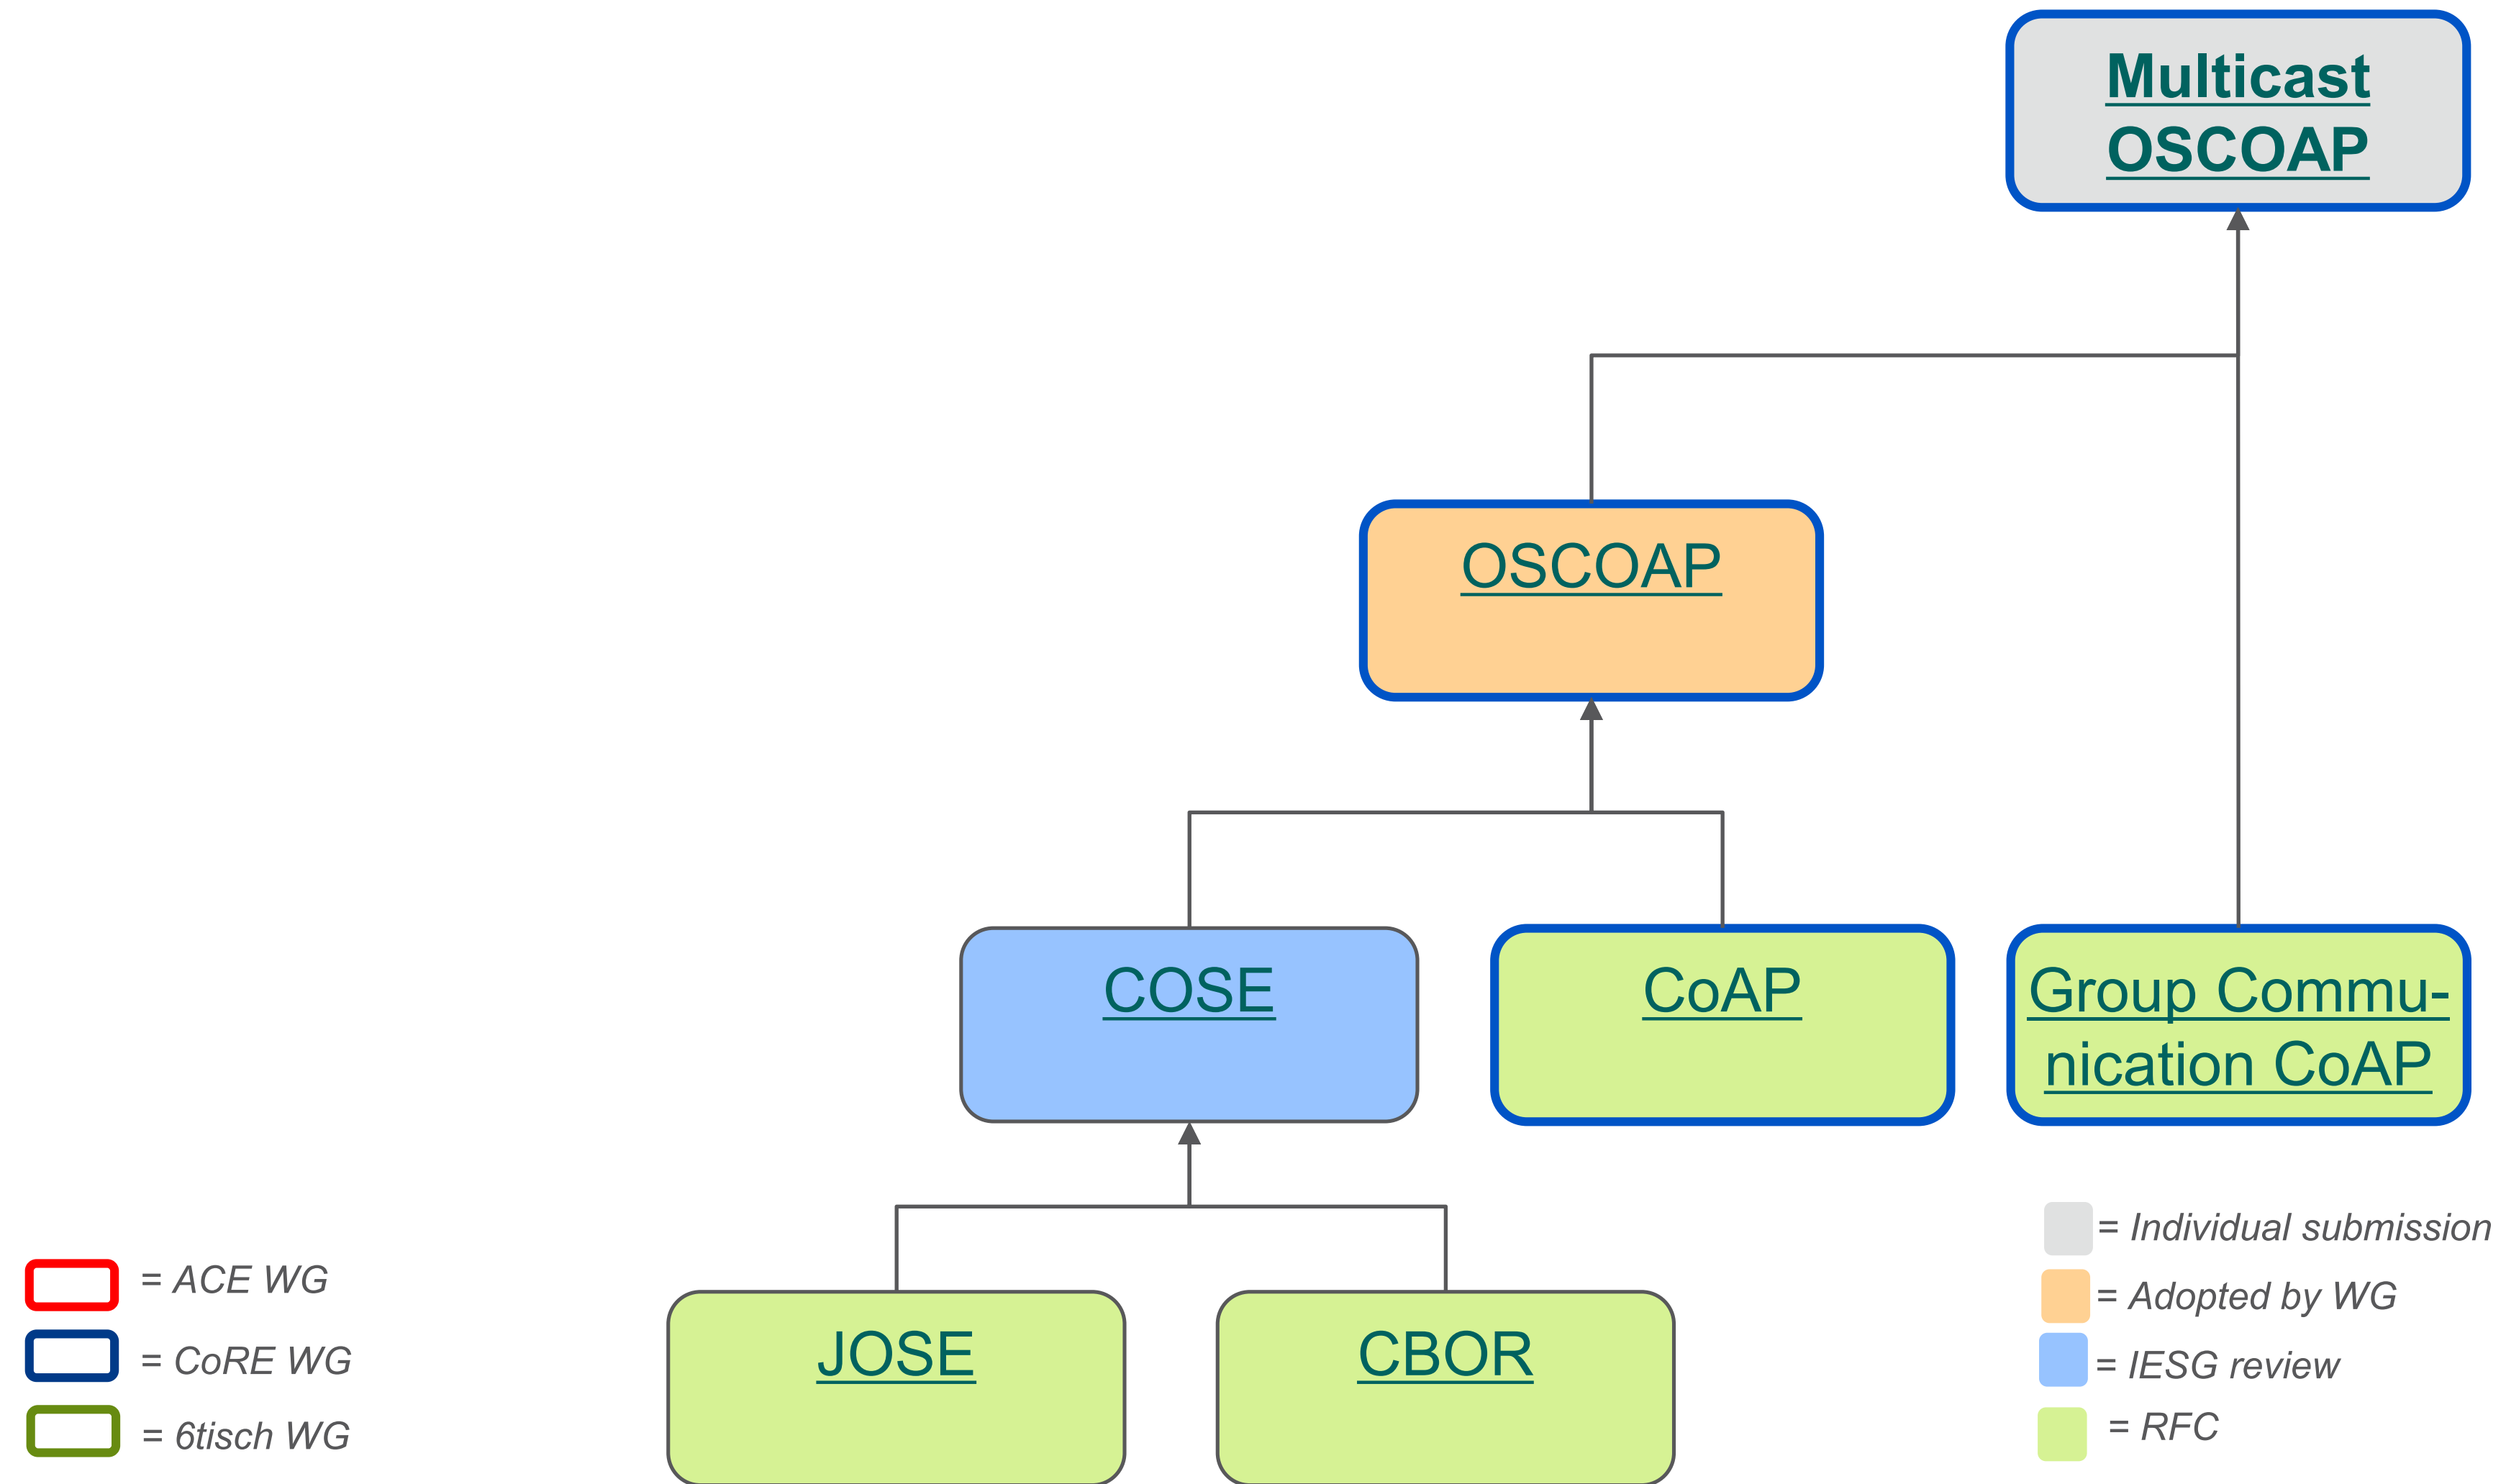 Multicast
OSCOAP
OSCOAP
COSE
CoAP
Group Commu-
nication CoAP
JOSE
CBOR
= ACE WG
= CoRE WG
= 6tisch WG
= Individual submission
= Adopted by WG
= IESG review
= RFC